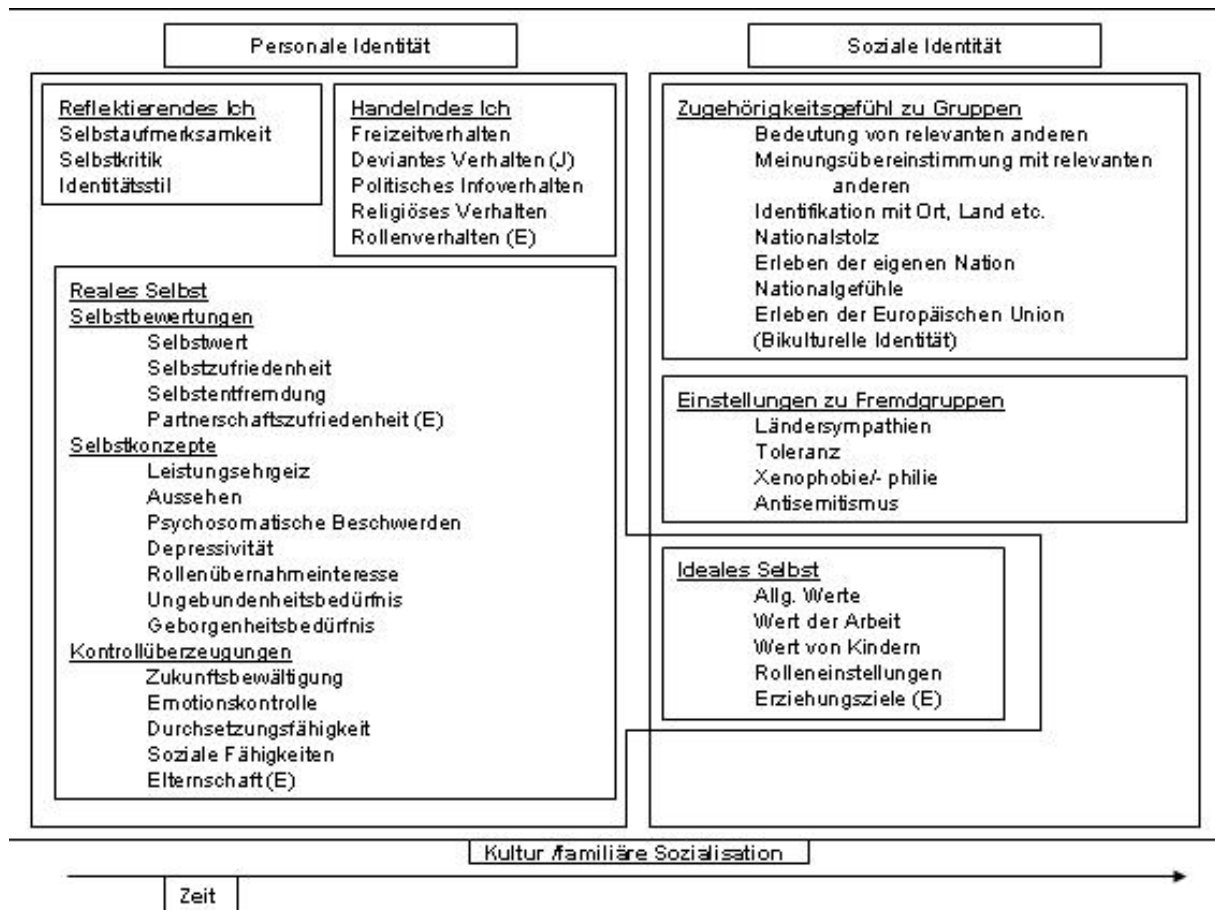 Personale Identität
Soziale Identität
Reflektierendes Ich
Selbstaufmerksamkeit
Selbstkritik
Identitätsstil
Handelndes Ich
Freizeitverhalten
Deviantes Verhalten (J)
Politisches Infoverhalten
Religiöses Verhalten
Rollenverhalten (E)
Reales Selbst
Selbstbewertungen
Selbstwert
Selbstzufriedenheit
Selbstentfremdung
Partnerschaftszufriedenheit (E)
Selbstkonzepte
Leistungsehrgeiz
Aussehen
Psychosomatische Beschwerden
Depressivität
Rollenübernahmeinteresse
Ungebundenheitsbedürfnis
Geborgenheitsbedürfnis
Kontrollüberzeugungen
Zukunftsbewältigung
Emotionskontrolle
Durchsetzungsfähigkeit
Soziale Fähigkeiten
Elternschaft (E)
Zugehörigkeitsgefühl zu Gruppen
Bedeutung von relevanten anderen
Meinungsübereinstimmung mit relevanten
anderen
Identifikation mit Ort, Land etc.
Nationalstolz
Erleben der eigenen Nation
Nationalgefühle
Erleben der Europäischen Union
(Bikulturelle Identität)
Einstellungen zu Fremdgruppen
Ländersympathien
Toleranz
Xenophobie/- philie
Antisemitismus
Ideales Selbst
Allg. Werte
Wert der Arbeit
Wert von Kindern
Rolleneinstellungen
Erziehungsziele (E)
Kultur /familiäre Sozialisation
Zeit